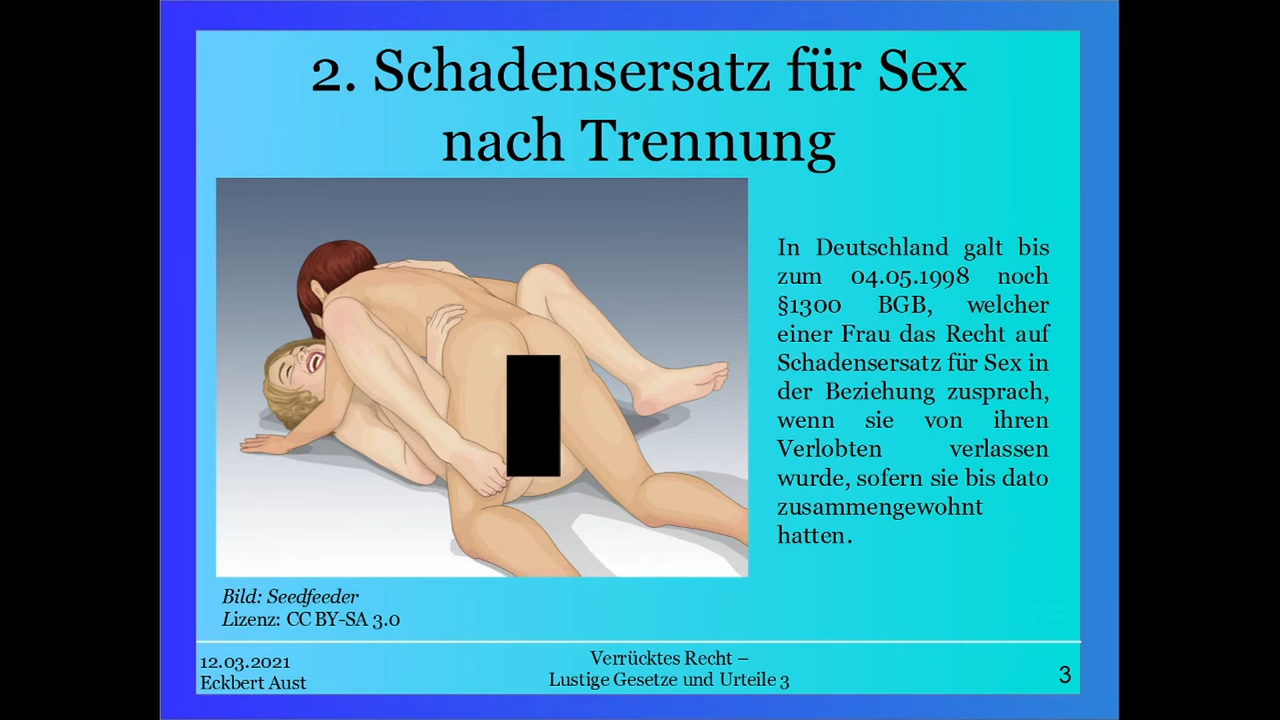 2. Schadensersatz für Sex
nach Trennung
In Deutschland galt bis
zum 04.05.1998 noch
§1300 BGB, welcher
einer Frau das Recht auf
Schadensersatz für Sex in
der Beziehung zusprach,
wenn sie von ihren
Verlobten verlassen
wurde, sofern sie bis dato
zusammengewohnt
hatten.
Bild: Seedfeeder
Lizenz: CC BY-SA 3.0
12.03.2021
Eckbert Aust
Verrücktes Recht –
Lustige Gesetze und Urteile 3
3